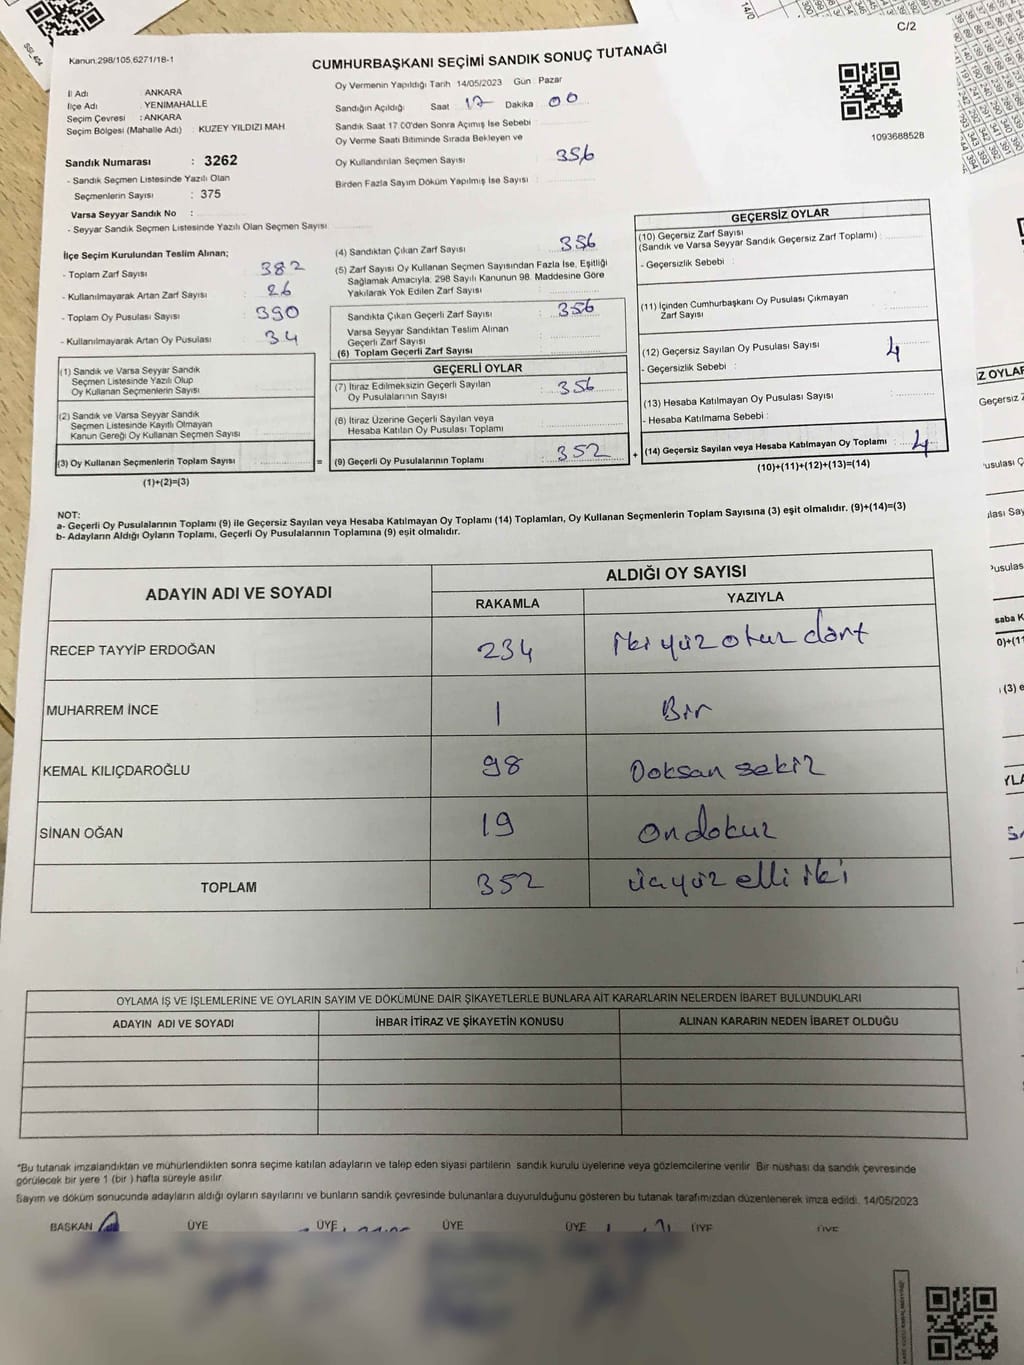 C/2
Kanun.298/105,6271/18-1
CUMHURBAŞKANI SEÇİMİ SANDIK SONUÇ TUTANAĞI
İl Adı ANKARA
İlçe Adı : YENİMAHALLE
Seçim Çevresi : ANKARA
Seçim Bölgesi (Mahalle Adı) : KUZEY YILDIZI MAH
Sandık Numarası : 3262
- Sandık Seçmen Listesinde Yazılı Olan
Seçmenlerin Sayısı : 375
Varsa Seyyar Sandık No :
- Seyyar Sandık Seçmen Listesinde Yazılı Olan Seçmen Sayısı
Oy Vermenin Yapıldığı Tarih 14/05/2023 Gün Pazar
Sandığın Açıldığı : Saat 17 Dakika 00
Sandık Saat 17.00'den Sonra Açımış İse Sebebi
Oy Verme Saati Bitiminde Sırada Bekleyen ve
Oy Kullandırılan Seçmen Sayısı : 356
Birden Fazla Sayım Döküm Yapılmış İse Sayısı :
1093688528
İlçe Seçim Kurulundan Teslim Alınan;
- Toplam Zarf Sayısı : 382
- Kullanılmayarak Artan Zarf Sayısı : 26
- Toplam Oy Pusulası Sayısı : 390
- Kullanılmayarak Artan Oy Pusulası : 34
(1) Sandık ve Varsa Seyyar Sandık
Seçmen Listesinde Yazılı Olup
Oy Kullanan Seçmenlerin Sayısı :
(2) Sandık ve Varsa Seyyar Sandık
Seçmen Listesinde Kayıtlı Olmayan
Kanun Gereği Oy Kullanan Seçmen Sayısı :
(3) Oy Kullanan Seçmenlerin Toplam Sayısı : =
(1)+(2)=(3)
(4) Sandıktan Çıkan Zarf Sayısı : 356
(5) Zarf Sayısı Oy Kullanan Seçmen Sayısından Fazla İse, Eşitliği
Sağlamak Amacıyla; 298 Sayılı Kanunun 98. Maddesine Göre
Yakılarak Yok Edilen Zarf Sayısı :
Sandıkta Çıkan Geçerli Zarf Sayısı : 356
Varsa Seyyar Sandıktan Teslim Alınan
Geçerli Zarf Sayısı :
(6) Toplam Geçerli Zarf Sayısı :
GEÇERLİ OYLAR
(7) İtiraz Edilmeksizin Geçerli Sayılan
Oy Pusulalarının Sayısı : 356
(8) İtiraz Üzerine Geçerli Sayılan veya
Hesaba Katılan Oy Pusulası Toplamı :
(9) Geçerli Oy Pusulalarının Toplamı : 352 +
GEÇERSİZ OYLAR
(10) Geçersiz Zarf Sayısı
(Sandık ve Varsa Seyyar Sandık Geçersiz Zarf Toplamı) :
- Geçersizlik Sebebi :
(11) İçinden Cumhurbaşkanı Oy Pusulası Çıkmayan
Zarf Sayısı :
(12) Geçersiz Sayılan Oy Pusulası Sayısı : 4
- Geçersizlik Sebebi :
(13) Hesaba Katılmayan Oy Pusulası Sayısı :
- Hesaba Katılmama Sebebi :
(14) Geçersiz Sayılan veya Hesaba Katılmayan Oy Toplamı : 4
(10)+(11)+(12)+(13)=(14)
NOT:
a- Geçerli Oy Pusulalarının Toplamı (9) ile Geçersiz Sayılan veya Hesaba Katılmayan Oy Toplamı (14) Toplamları, Oy Kullanan Seçmenlerin Toplam Sayısına (3) eşit olmalıdır. (9)+(14)=(3)
b- Adayların Aldığı Oyların Toplamı, Geçerli Oy Pusulalarının Toplamına (9) eşit olmalıdır.
ADAYIN ADI VE SOYADI ALDIĞI OY SAYISI
RAKAMLA YAZIYLA
RECEP TAYYİP ERDOĞAN 234 iki yüz otuz dört
MUHARREM İNCE 1 Bir
KEMAL KILIÇDAROĞLU 98 Doksan sekiz
SİNAN OĞAN 19 on dokuz
TOPLAM 352 üç yüz elli iki
OYLAMA İŞ VE İŞLEMLERİNE VE OYLARIN SAYIM VE DÖKÜMÜNE DAİR ŞİKAYETLERLE BUNLARA AİT KARARLARIN NELERDEN İBARET BULUNDUKLARI
ADAYIN ADI VE SOYADI İHBAR İTİRAZ VE ŞİKAYETİN KONUSU ALINAN KARARIN NEDEN İBARET OLDUĞU
*Bu tutanak imzalandıktan ve mühürlendikten sonra seçime katılan adayların ve talep eden siyasi partilerin sandık kurulu üyelerine veya gözlemcilerine verilir. Bir nüshası da sandık çevresinde
görülecek bir yere 1 (bir ) hafta süreyle asılır
Sayım ve döküm sonucunda adayların aldığı oyların sayılarını ve bunların sandık çevresinde bulunanlara duyurulduğunu gösteren bu tutanak tarafımızdan düzenlenerek imza edildi. 14/05/2023
BAŞKAN ÜYE ÜYE ÜYE ÜYE ÜYE ÜYE